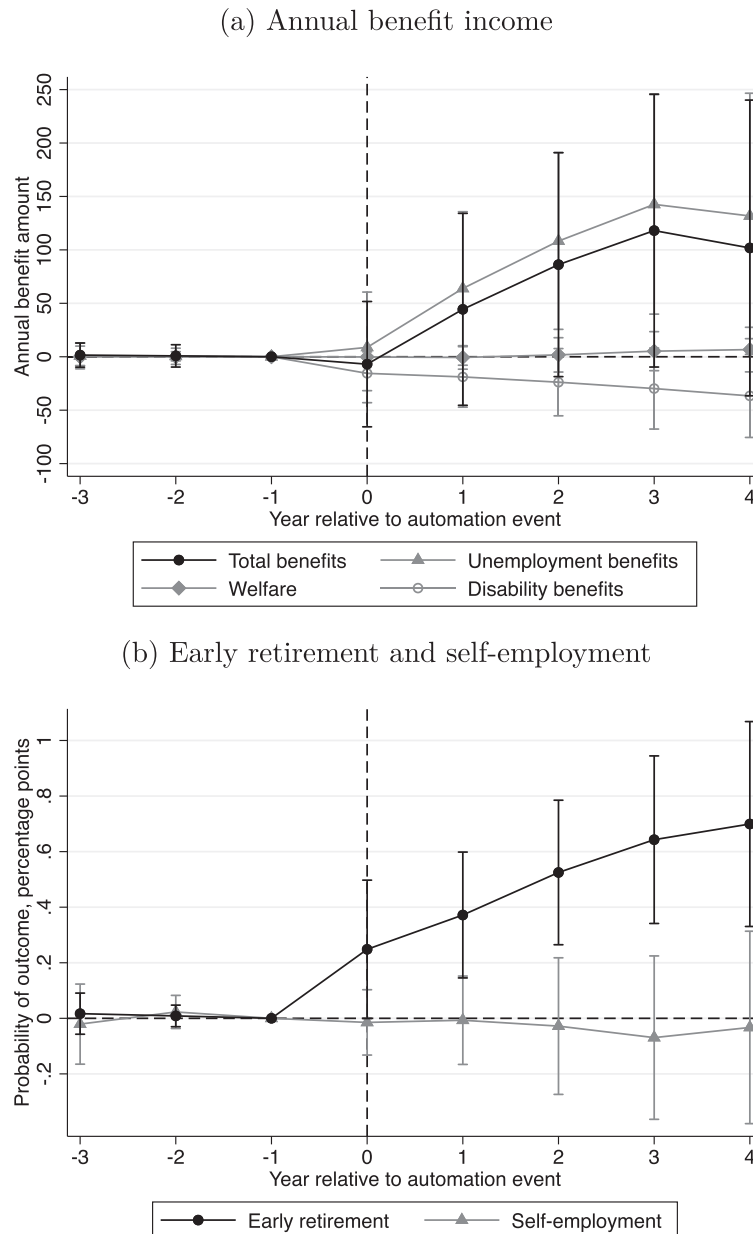 (a) Annual benefit income
Annual benefit amount
250
200
150
100
50
0
-50
-100
-3 -2 -1 0 1 2 3 4
Year relative to automation event
Total benefits Unemployment benefits
Welfare Disability benefits
(b) Early retirement and self-employment
Probability of outcome, percentage points
1
.8
.6
.4
.2
0
-.2
-3 -2 -1 0 1 2 3 4
Year relative to automation event
Early retirement Self-employment